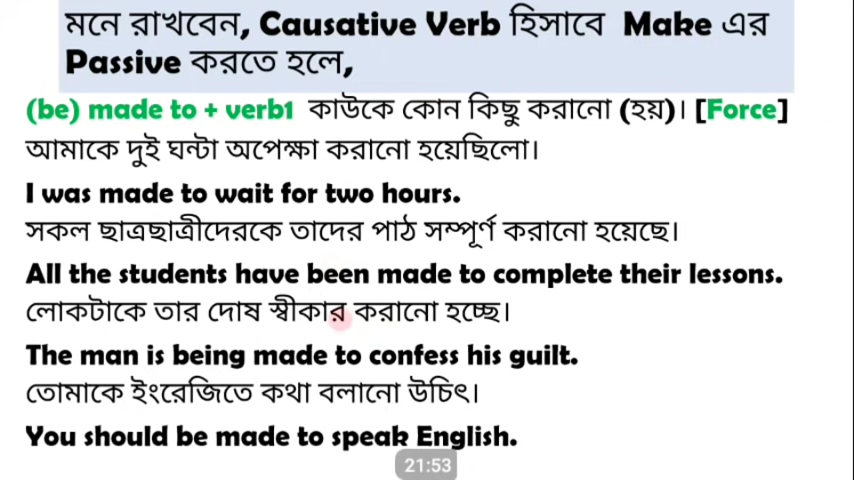 মনে রাখবেন, Causative Verb হিসাবে Make এর
Passive করতে হলে,
(be) made to + verb1 কাউকে কোন কিছু করানো (হয়)। [Force]
আমাকে দুই ঘন্টা অপেক্ষা করানো হয়েছিলো।
I was made to wait for two hours.
সকল ছাত্রছাত্রীদেরকে তাদের পাঠ সম্পূর্ণ করানো হয়েছে।
All the students have been made to complete their lessons.
লোকটাকে তার দোষ স্বীকার করানো হচ্ছে।
The man is being made to confess his guilt.
তোমাকে ইংরেজিতে কথা বলানো উচিৎ।
You should be made to speak English.
21:53